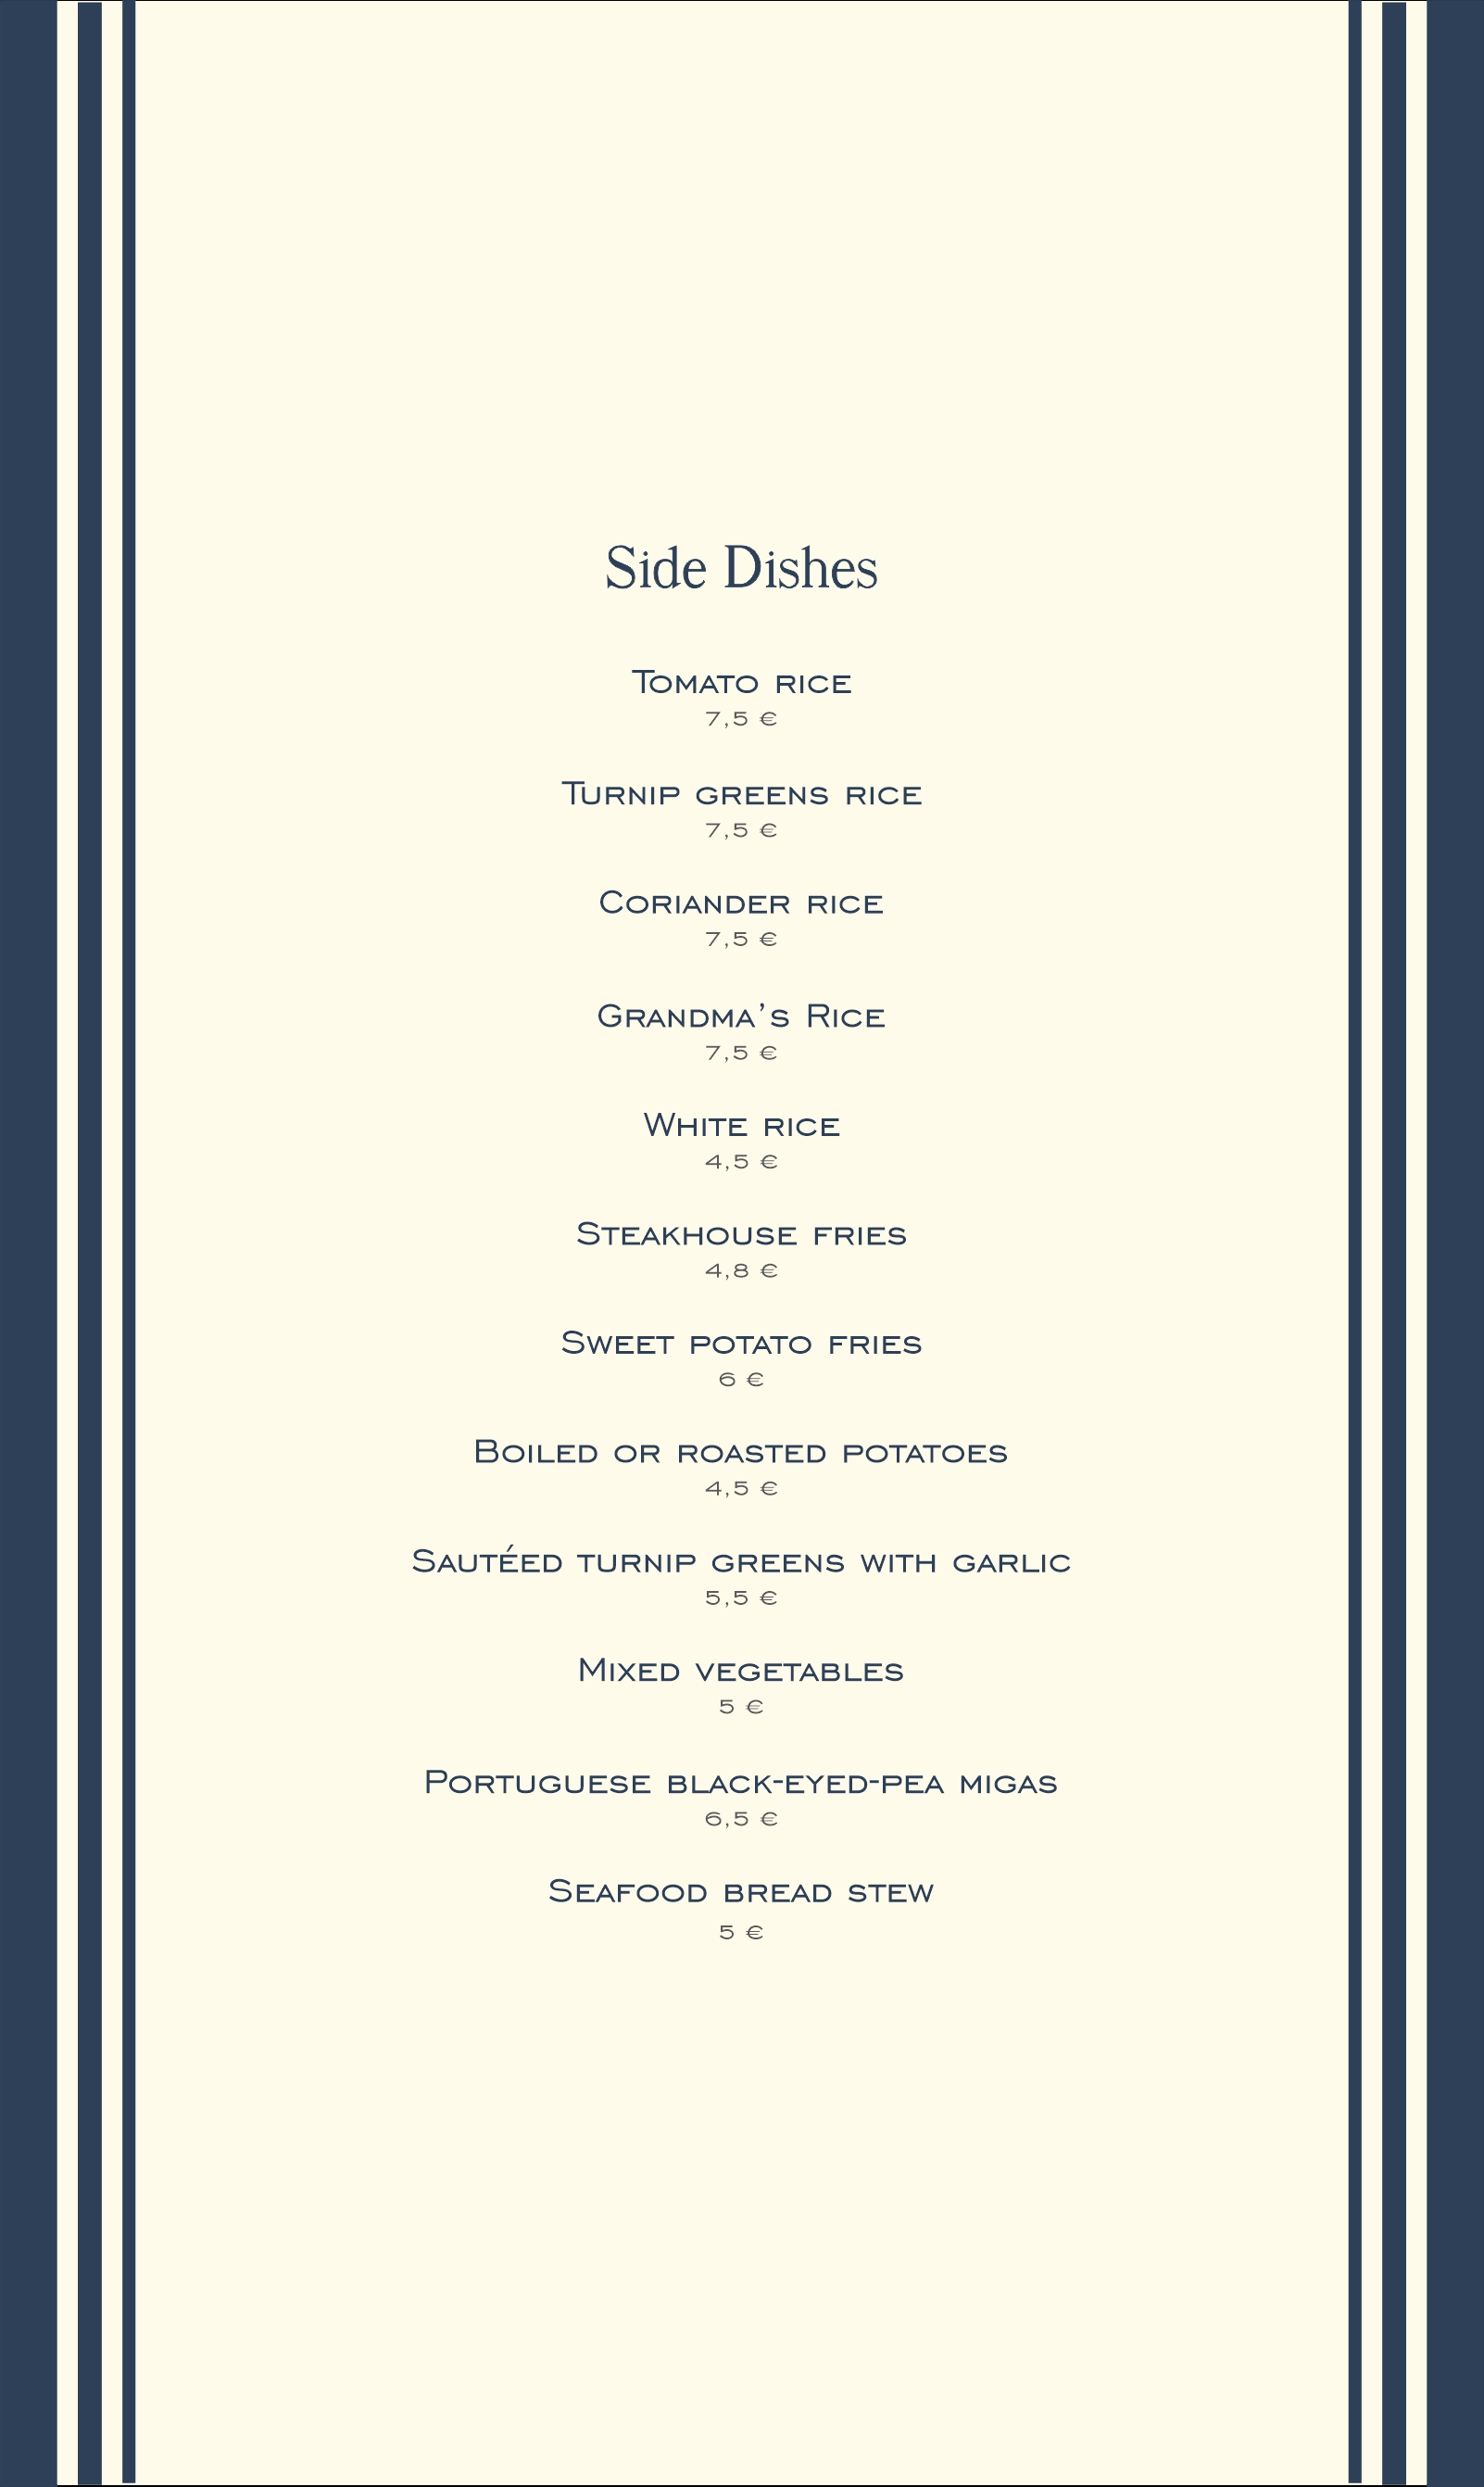 Side Dishes
Tomato rice
7,5 €
Turnip greens rice
7,5 €
Coriander rice
7,5 €
Grandma's Rice
7,5 €
White rice
4,5 €
Steakhouse fries
4,8 €
Sweet potato fries
6 €
Boiled or roasted potatoes
4,5 €
Sautéed turnip greens with garlic
5,5 €
Mixed vegetables
5 €
Portuguese black-eyed-pea migas
6,5 €
Seafood bread stew
5 €